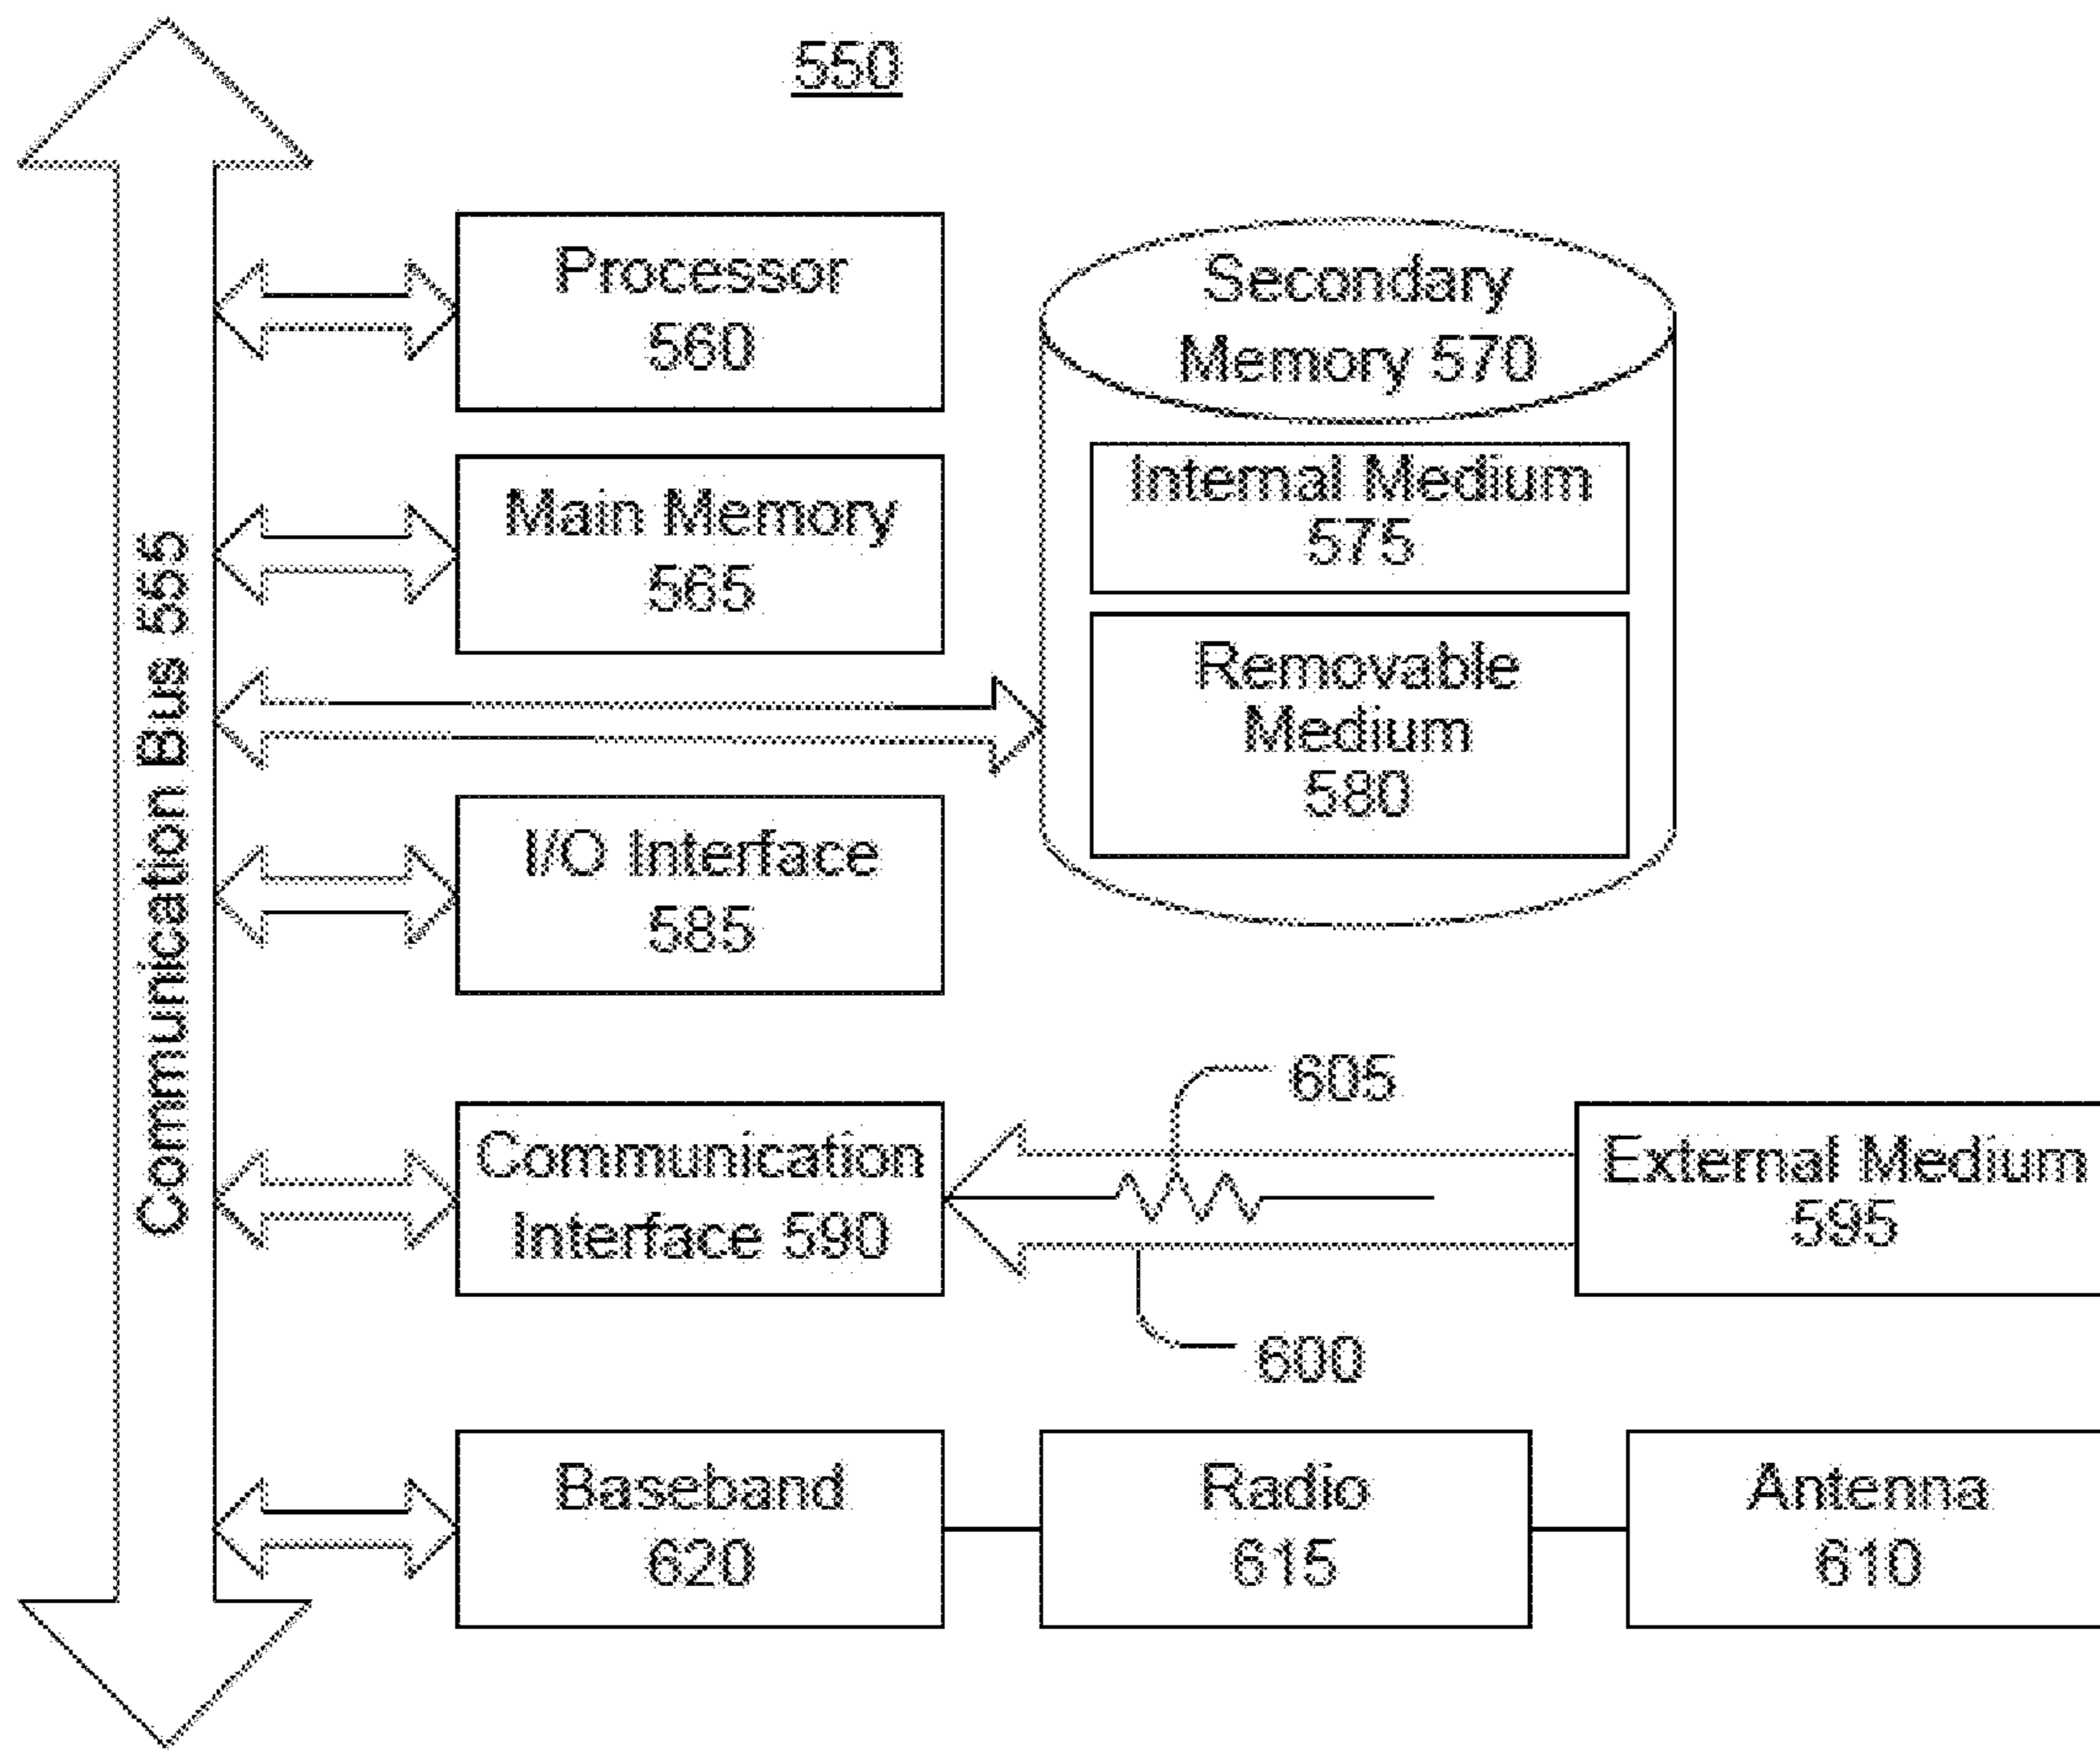 550
Communication Bus 555
Processor
560
Secondary
Memory 570
Main Memory
565
Internal Medium
575
Removable
Medium
580
I/O Interface
585
605
Communication
Interface 590
External Medium
595
600
Baseband
620
Radio
615
Antenna
610